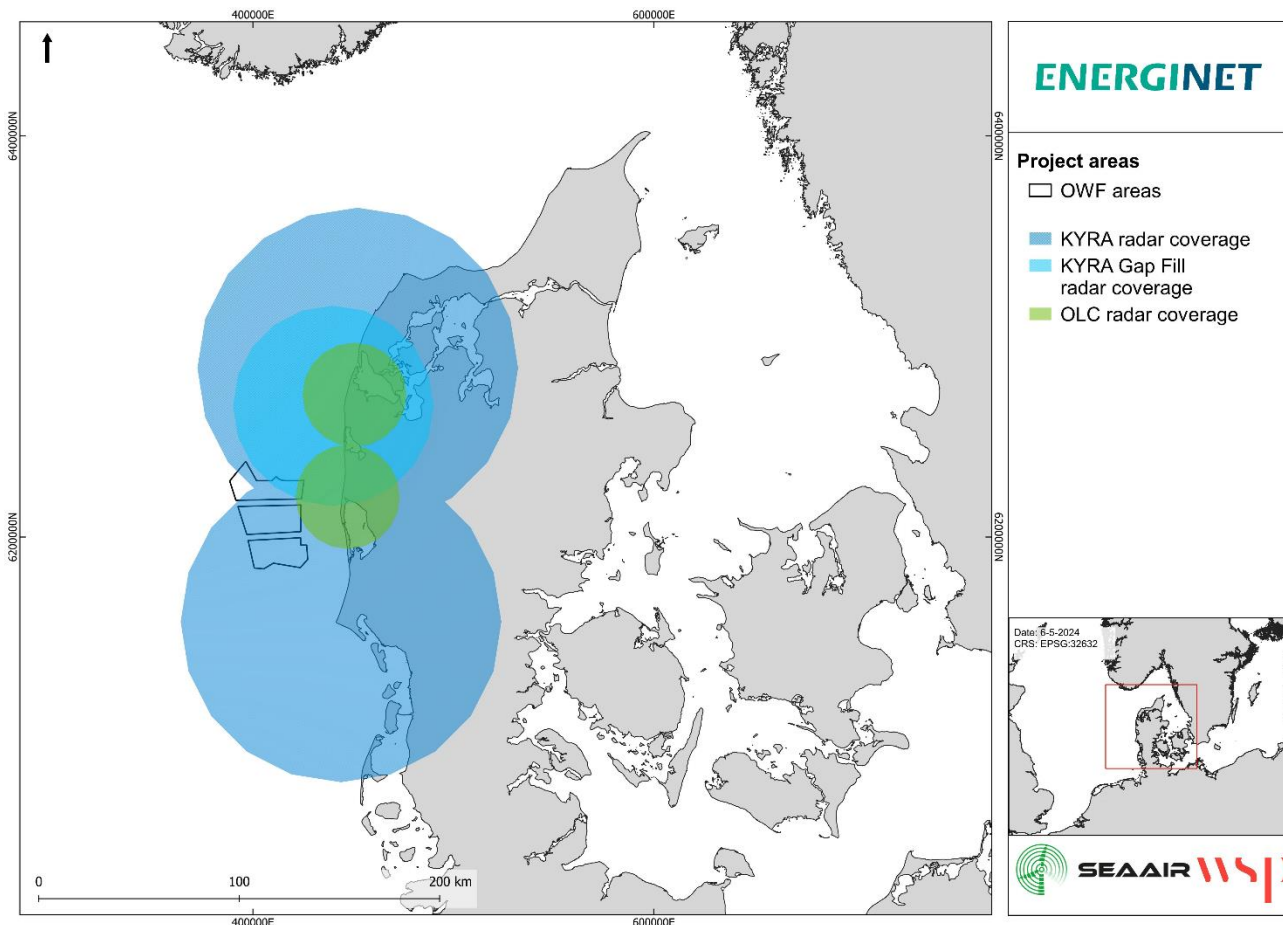 400000E
600000E
6400000N
6400000N
6200000N
6200000N
0
100
200 km
400000E
600000E
ENERGINET
Project areas
OWF areas
KYRA radar coverage
KYRA Gap Fill
radar coverage
OLC radar coverage
Date: 6-5-2024
CRS: EPSG:32632
SEAAIR
WSP